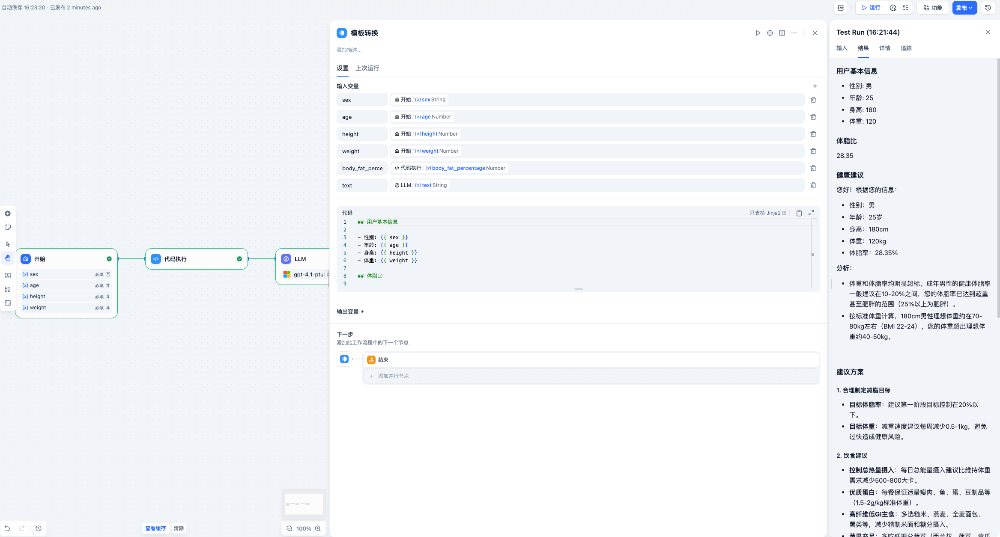 自动保存 16:23:20 · 已发布 2 minutes ago
ENV
运行
功能
发布
开始
{x} sex 必填
{x} age 必填 #
{x} height 必填 #
{x} weight 必填 #
代码执行
LLM
gpt-4.1-ptu
查看缓存
清除
100%
模板转换
添加描述...
设置 上次运行
输入变量
sex 开始 / {x} sex String
age 开始 / {x} age Number
height 开始 / {x} height Number
weight 开始 / {x} weight Number
body_fat_perce 代码执行 / {x} body_fat_percentage Number
text LLM / {x} text String
代码 只支持 Jinja2
1 ## 用户基本信息
2
3 - 性别: {{ sex }}
4 - 年龄: {{ age }}
5 - 身高: {{ height }}
6 - 体重: {{ weight }}
7
8 ## 体脂比
9
输出变量
下一步
添加此工作流程中的下一个节点
结束
+ 添加并行节点
Test Run (16:21:44)
输入 结果 详情 追踪
用户基本信息
• 性别: 男
• 年龄: 25
• 身高: 180
• 体重: 120
体脂比
28.35
健康建议
您好！根据您的信息：
• 性别：男
• 年龄：25岁
• 身高：180cm
• 体重：120kg
• 体脂率：28.35%
分析：
• 体重和体脂率均明显超标。成年男性的健康体脂率
一般建议在10-20%之间，您的体脂率已达到超重
甚至肥胖的范围（25%以上为肥胖）。
• 按标准体重计算，180cm男性理想体重约在70-
80kg左右（BMI 22-24），您的体重超出理想体
重约40-50kg。
建议方案
1. 合理制定减脂目标
• 目标体脂率：建议第一阶段目标控制在20%以
下。
• 目标体重：减重速度建议每周减少0.5-1kg，避免
过快造成健康风险。
2. 饮食建议
• 控制总热量摄入：每日总能量摄入建议比维持体重
需求减少500-800大卡。
• 优质蛋白：每餐保证适量瘦肉、鱼、蛋、豆制品等
（1.5-2g/kg标准体重）。
• 高纤维低GI主食：多选糙米、燕麦、全麦面包、
薯类等，减少精制米面和糖分摄入。
• 蔬果充足：多吃低糖分蔬菜（西兰花、菠菜、黄瓜